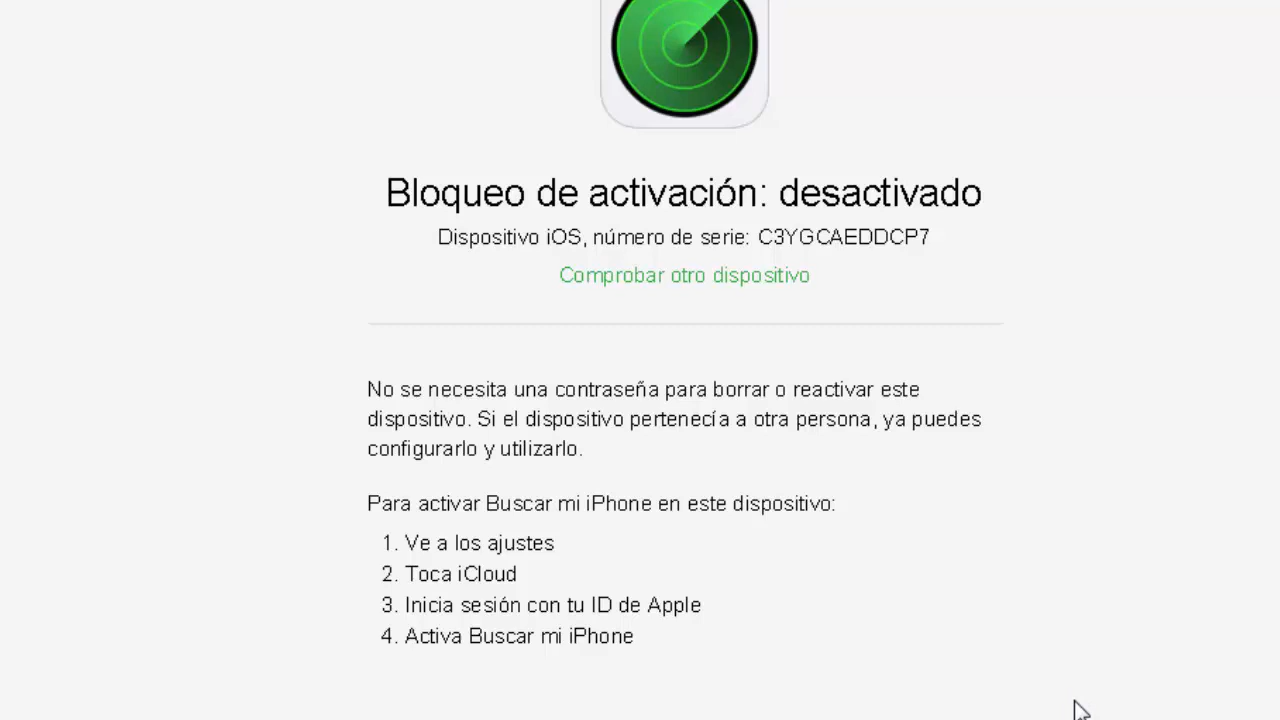 Bloqueo de activación: desactivado
Dispositivo iOS, número de serie: C3YGCAEDDCP7
Comprobar otro dispositivo
No se necesita una contraseña para borrar o reactivar este
dispositivo. Si el dispositivo pertenecía a otra persona, ya puedes
configurarlo y utilizarlo.
Para activar Buscar mi iPhone en este dispositivo:
1. Ve a los ajustes
2. Toca iCloud
3. Inicia sesión con tu ID de Apple
4. Activa Buscar mi iPhone